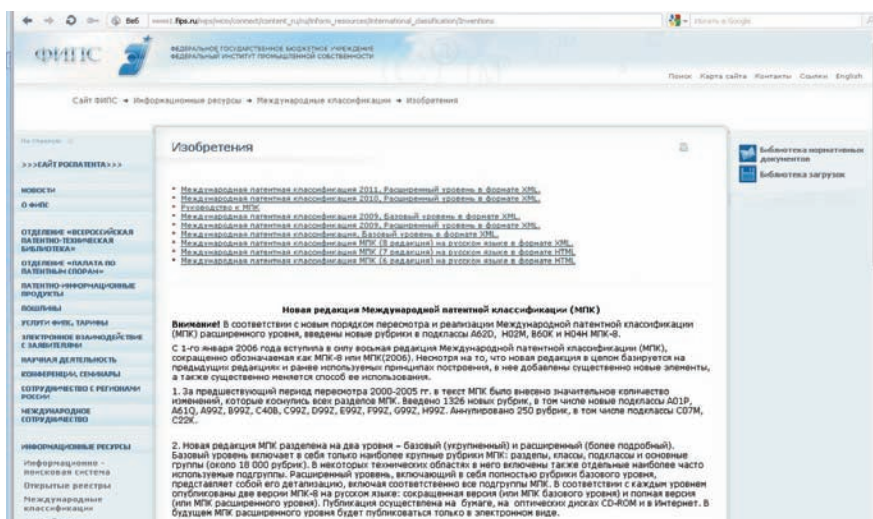 Веб www1.fips.ru/wps/wcm/connect/content_ru/ru/inform_resources/international_classification/inventions Искать в Google
ФИПС
ФЕДЕРАЛЬНОЕ ГОСУДАРСТВЕННОЕ БЮДЖЕТНОЕ УЧРЕЖДЕНИЕ
ФЕДЕРАЛЬНЫЙ ИНСТИТУТ ПРОМЫШЛЕННОЙ СОБСТВЕННОСТИ
Поиск Карта сайта Контакты Ссылки English
Сайт ФИПС → Информационные ресурсы → Международные классификации → Изобретения
На главную
>>>САЙТ РОСПАТЕНТА>>>
НОВОСТИ
О ФИПС
ОТДЕЛЕНИЕ «ВСЕРОССИЙСКАЯ
ПАТЕНТНО-ТЕХНИЧЕСКАЯ
БИБЛИОТЕКА»
ОТДЕЛЕНИЕ «ПАЛАТА ПО
ПАТЕНТНЫМ СПОРАМ»
ПАТЕНТНО-ИНФОРМАЦИОННЫЕ
ПРОДУКТЫ
ПОШЛИНЫ
УСЛУГИ ФИПС, ТАРИФЫ
ЭЛЕКТРОННОЕ ВЗАИМОДЕЙСТВИЕ
С ЗАЯВИТЕЛЯМИ
НАУЧНАЯ ДЕЯТЕЛЬНОСТЬ
КОНФЕРЕНЦИИ, СЕМИНАРЫ
СОТРУДНИЧЕСТВО С РЕГИОНАМИ
РОССИИ
МЕЖДУНАРОДНОЕ
СОТРУДНИЧЕСТВО
ИНФОРМАЦИОННЫЕ РЕСУРСЫ
Информационно -
поисковая система
Открытые реестры
Международные
классификации
Изобретения
• Международная патентная классификация 2011, Расширенный уровень в формате XML.
• Международная патентная классификация 2010, Расширенный уровень в формате XML.
• Руководство к МПК
• Международная патентная классификация 2009, Базовый уровень в формате XML.
• Международная патентная классификация 2009, Расширенный уровень в формате XML.
• Международная патентная классификация, Базовый уровень в формате XML.
• Международная патентная классификация МПК (8 редакция) на русском языке в формате XML.
• Международная патентная классификация МПК (7 редакция) на русском языке в формате HTML
• Международная патентная классификация МПК (6 редакция) на русском языке в формате HTML
Новая редакция Международной патентной классификации (МПК)
Внимание! В соответствии с новым порядком пересмотра и реализации Международной патентной классификации
(МПК) расширенного уровня, введены новые рубрики в подклассы A62D, H02M, B60K и H04H МПК-8.
С 1-го января 2006 года вступила в силу восьмая редакция Международной патентной классификации (МПК),
сокращенно обозначаемая как МПК-8 или МПК(2006). Несмотря на то, что новая редакция в целом базируется на
предыдущих редакциях и ранее используемых принципах построения, в нее добавлены существенно новые элементы,
а также существенно меняется способ ее использования.
1. За предшествующий период пересмотра 2000-2005 гг. в текст МПК было внесено значительное количество
изменений, которые коснулись всех разделов МПК. Введено 1326 новых рубрик, в том числе новые подклассы A01P,
A61Q, A99Z, B99Z, C40B, C99Z, D99Z, E99Z, F99Z, G99Z, H99Z. Аннулировано 250 рубрик, в том числе подклассы C07M,
C22K.
2. Новая редакция МПК разделена на два уровня – базовый (укрупненный) и расширенный (более подробный).
Базовый уровень включает в себя только наиболее крупные рубрики МПК: разделы, классы, подклассы и основные
группы (около 18 000 рубрик). В некоторых технических областях в него включены также отдельные наиболее часто
используемые подгруппы. Расширенный уровень, включающий в себя полностью рубрики базового уровня,
представляет собой его детализацию, включая соответственно все подгруппы МПК. В соответствии с каждым уровнем
опубликованы две версии МПК-8 на русском языке: сокращенная версия (или МПК базового уровня) и полная версия
(или МПК расширенного уровня). Публикация осуществлена на бумаге, на оптических дисках CD-ROM и в Интернет. В
будущем МПК расширенного уровня будет публиковаться только в электронном виде.
Библиотека нормативных
документов
Библиотека загрузок